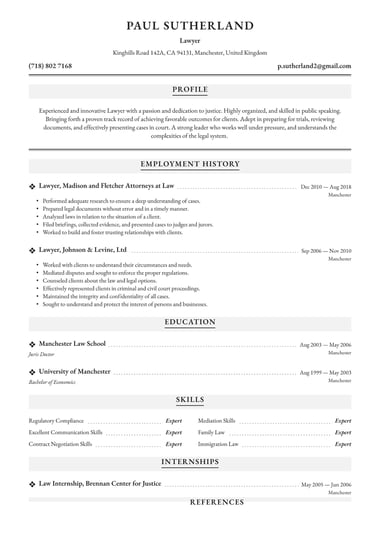 PAUL SUTHERLAND
Lawyer
Kinghills Road 142A, CA 94131, Manchester, United Kingdom
(718) 802 7168 p.sutherland2@gmail.com
PROFILE
Experienced and innovative Lawyer with a passion and dedication to justice. Highly organized, and skilled in public speaking.
Bringing forth a proven track record of achieving favorable outcomes for clients. Adept in preparing for trials, reviewing
documents, and effectively presenting cases in court. A strong leader who works well under pressure, and understands the
complexities of the legal system.
EMPLOYMENT HISTORY
Lawyer, Madison and Fletcher Attorneys at Law Dec 2010 — Aug 2018
Manchester
• Performed adequate research to ensure a deep understanding of cases.
• Prepared legal documents without error and in a timely manner.
• Analyzed laws in relation to the situation of a client.
• Filed briefings, collected evidence, and presented cases to judges and jurors.
• Worked to build and foster trusting relationships with clients.
Lawyer, Johnson & Levine, Ltd Sep 2006 — Nov 2010
Manchester
• Worked with clients to understand their circumstances and needs.
• Mediated disputes and sought to enforce the proper regulations.
• Counseled clients about the law and legal options.
• Effectively represented clients in criminal and civil court proceedings.
• Maintained the integrity and confidentiality of all cases.
• Sought to understand and protect the interests of persons and businesses.
EDUCATION
Manchester Law School Aug 2003 — May 2006
Juris Doctor Manchester
University of Manchester Aug 1999 — May 2003
Bachelor of Economics Manchester
SKILLS
Regulatory Compliance Expert Mediation Skills Expert
Excellent Communication Skills Expert Family Law Expert
Contract Negotiation Skills Expert Immigration Law Expert
INTERNSHIPS
Law Internship, Brennan Center for Justice May 2005 — Jun 2006
Manchester
REFERENCES